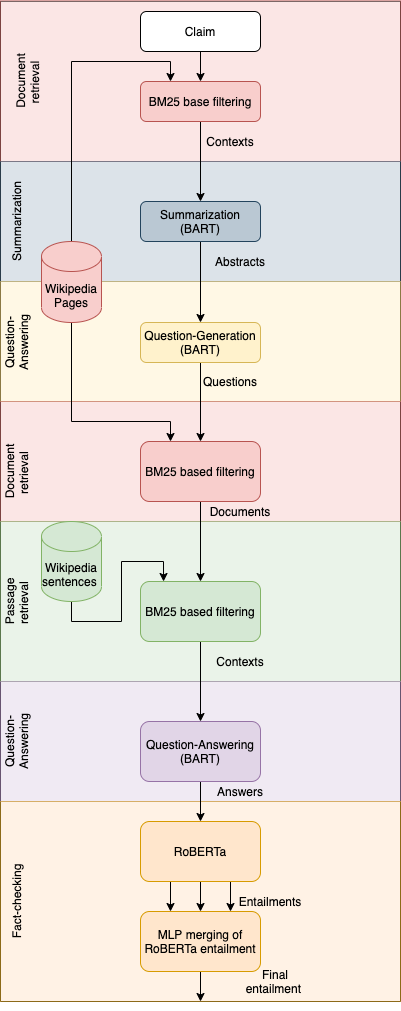 Claim
Document
retrieval
BM25 base filtering
Contexts
Summarization
Summarization
(BART)
Abstracts
Wikipedia
Pages
Question-
Answering
Question-Generation
(BART)
Questions
Document
retrieval
BM25 based filtering
Documents
Passage
retrieval
Wikipedia
sentences
BM25 based filtering
Contexts
Question-
Answering
Question-Answering
(BART)
Answers
Fact-checking
RoBERTa
Entailments
MLP merging of
RoBERTa entailment
Final
entailment